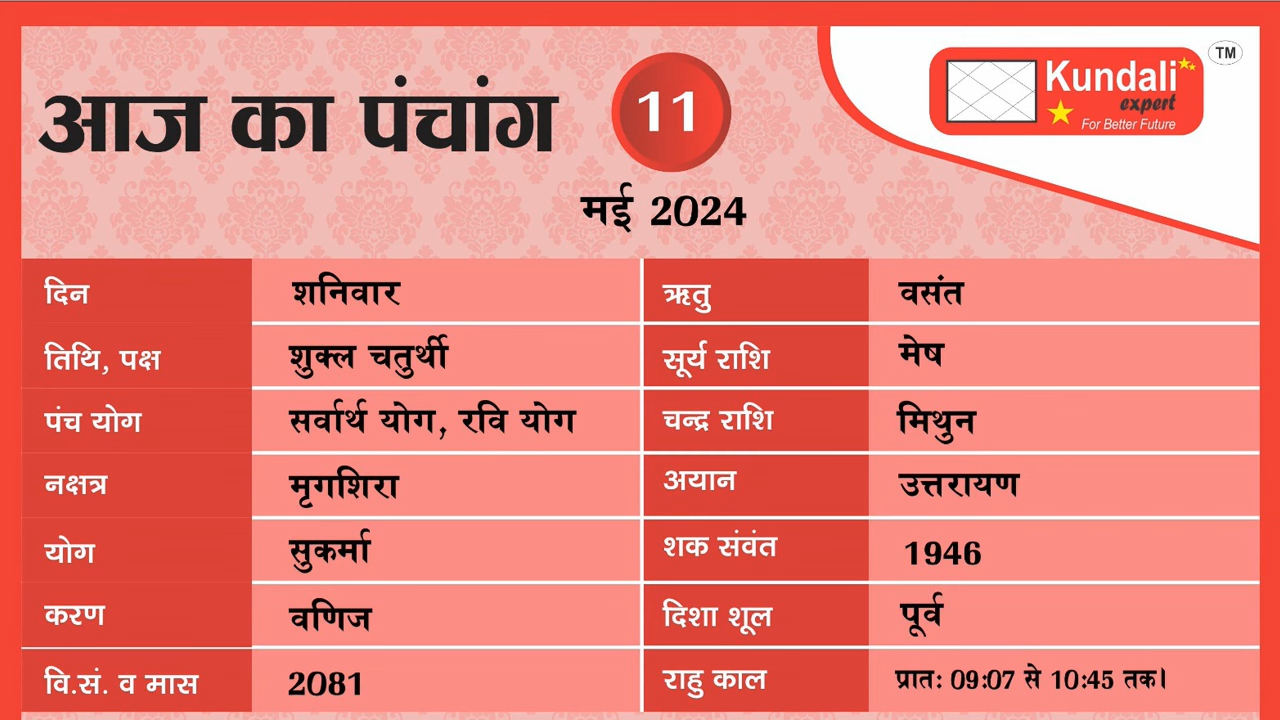 आज का पंचांग 11
मई 2024
Kundali
expert
For Better Future
TM
दिन शनिवार ऋतु वसंत
तिथि, पक्ष शुक्ल चतुर्थी सूर्य राशि मेष
पंच योग सर्वार्थ योग, रवि योग चन्द्र राशि मिथुन
नक्षत्र मृगशिरा अयान उत्तरायण
योग सुकर्मा शक संवंत 1946
करण वणिज दिशा शूल पूर्व
वि.सं. व मास 2081 राहु काल प्रातः 09:07 से 10:45 तक।